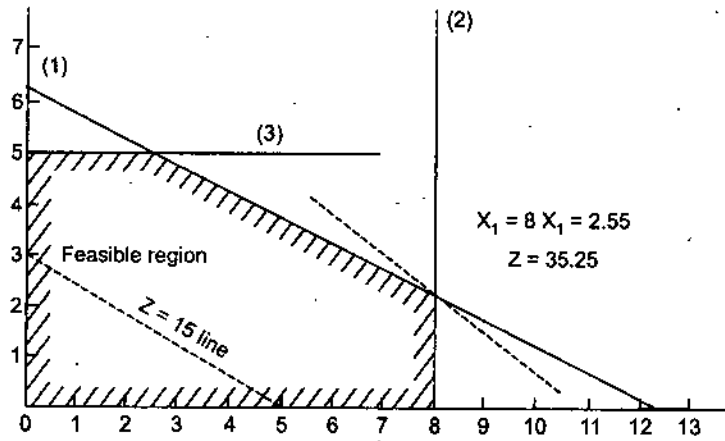 7
(1)
(2)
6
5
(3)
4
X₁ = 8 X₁ = 2.55
Z = 35.25
3
Feasible region
2
Z = 15 line
1
0 1 2 3 4 5 6 7 8 9 10 11 12 13